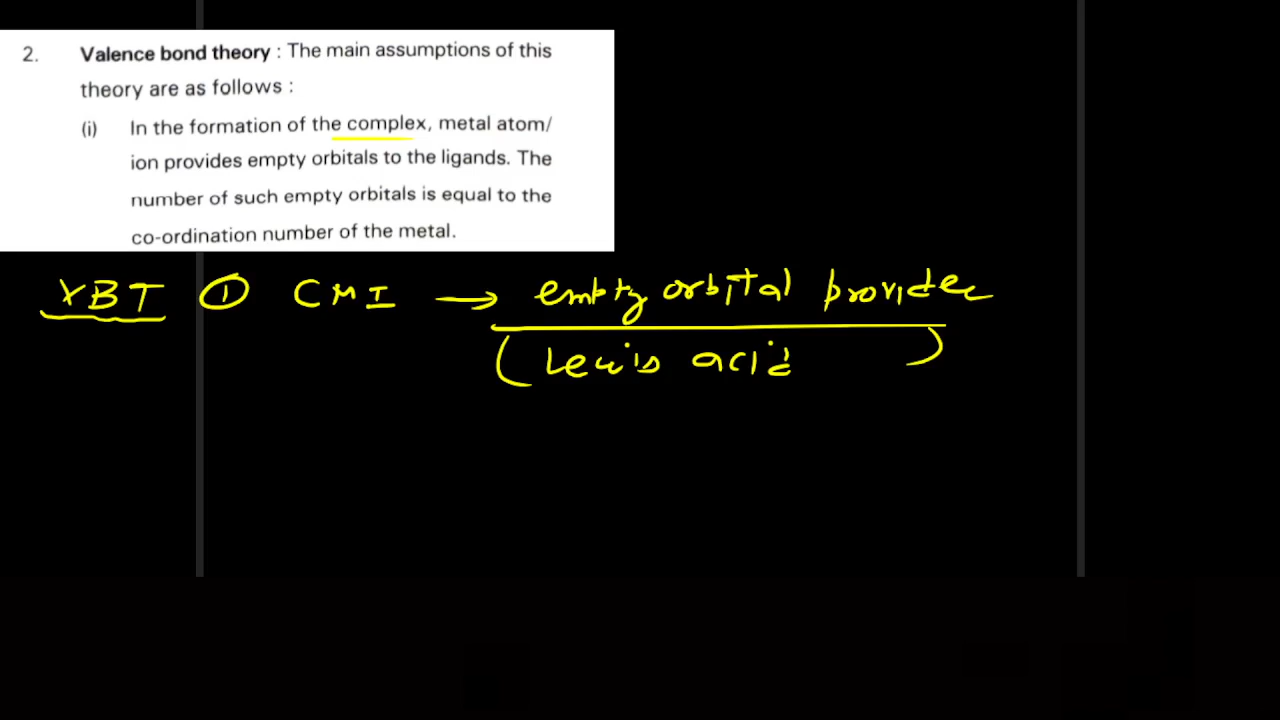 2. Valence bond theory : The main assumptions of this
theory are as follows :
(i) In the formation of the complex, metal atom/
ion provides empty orbitals to the ligands. The
number of such empty orbitals is equal to the
co-ordination number of the metal.
VBT ① CMI → empty orbital provider
(Lewis acid )